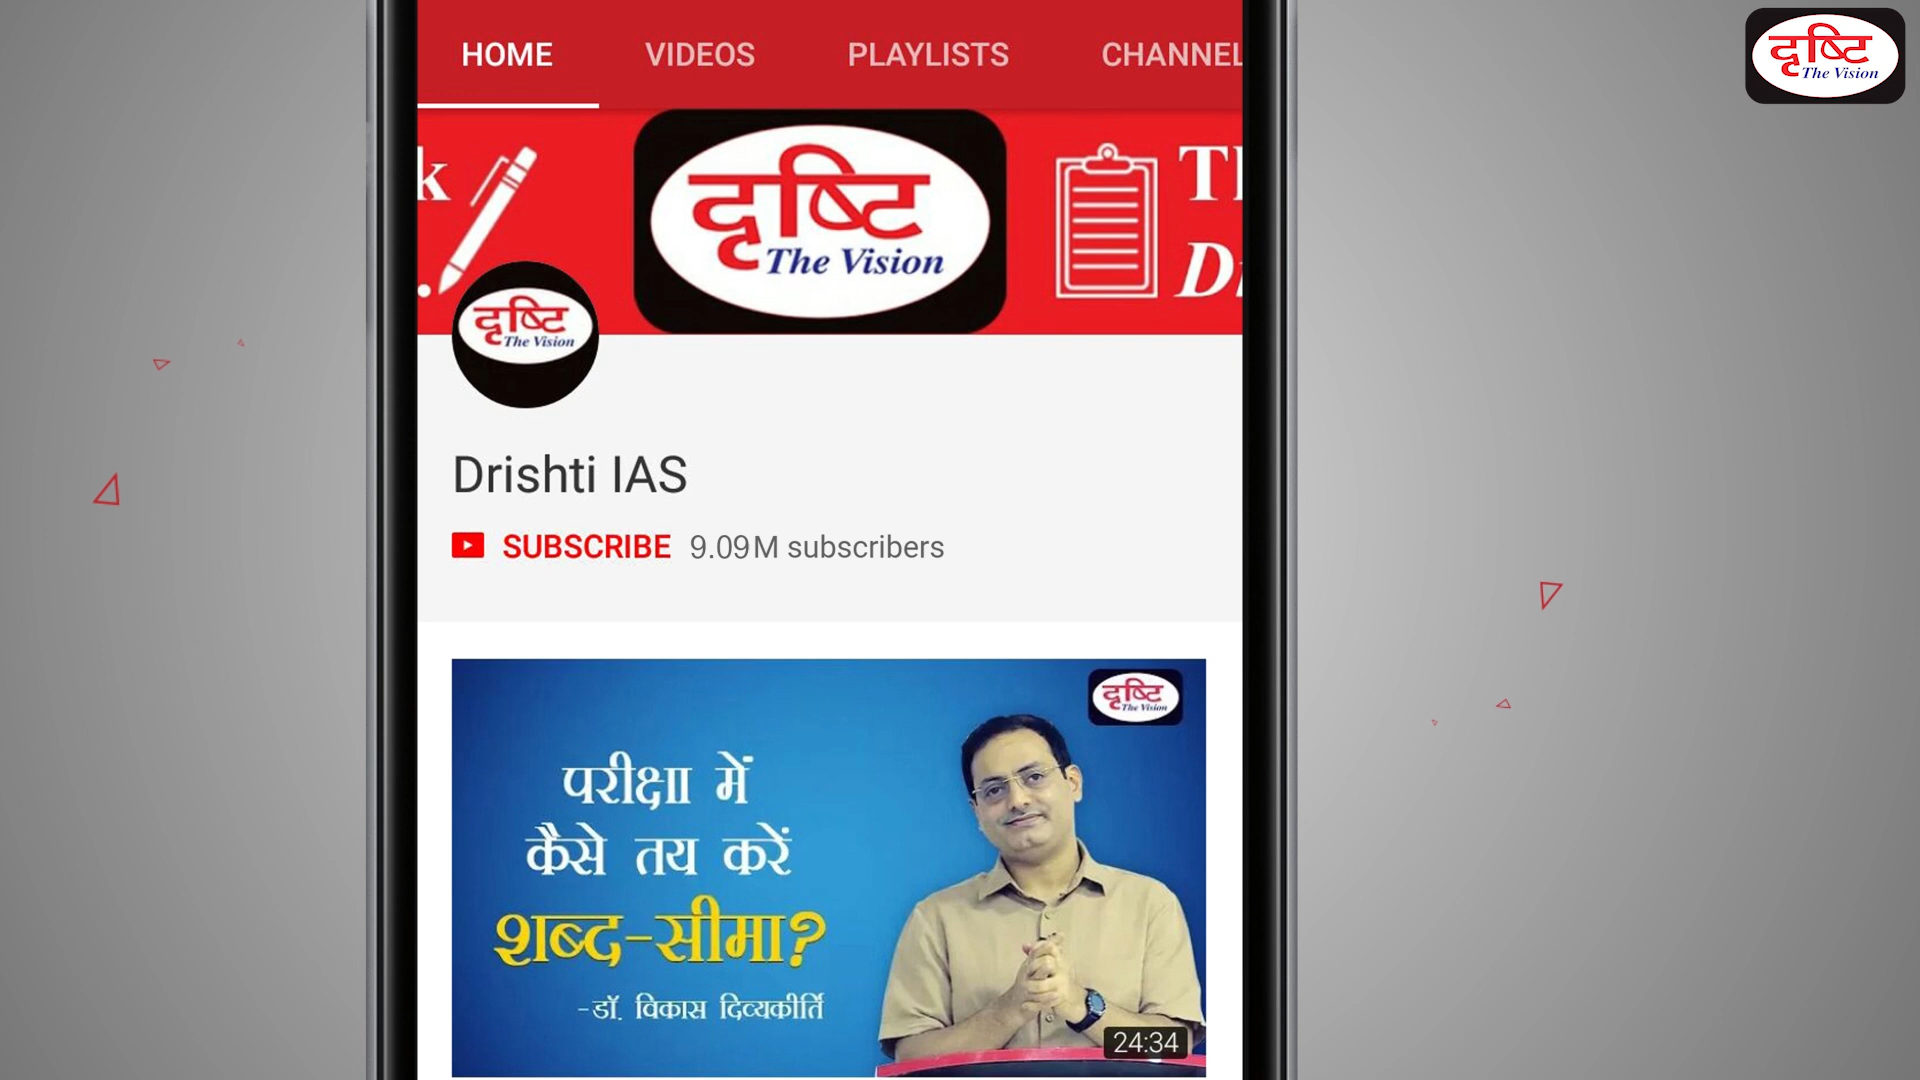 HOME VIDEOS PLAYLISTS CHANNEL
दृष्टि
The Vision
k
दृष्टि
The Vision
दृष्टि
The Vision
Drishti IAS
SUBSCRIBE 9.09M subscribers
दृष्टि
The Vision
परीक्षा में
कैसे तय करें
शब्द-सीमा?
-डॉ. विकास दिव्यकीर्ति
24:34